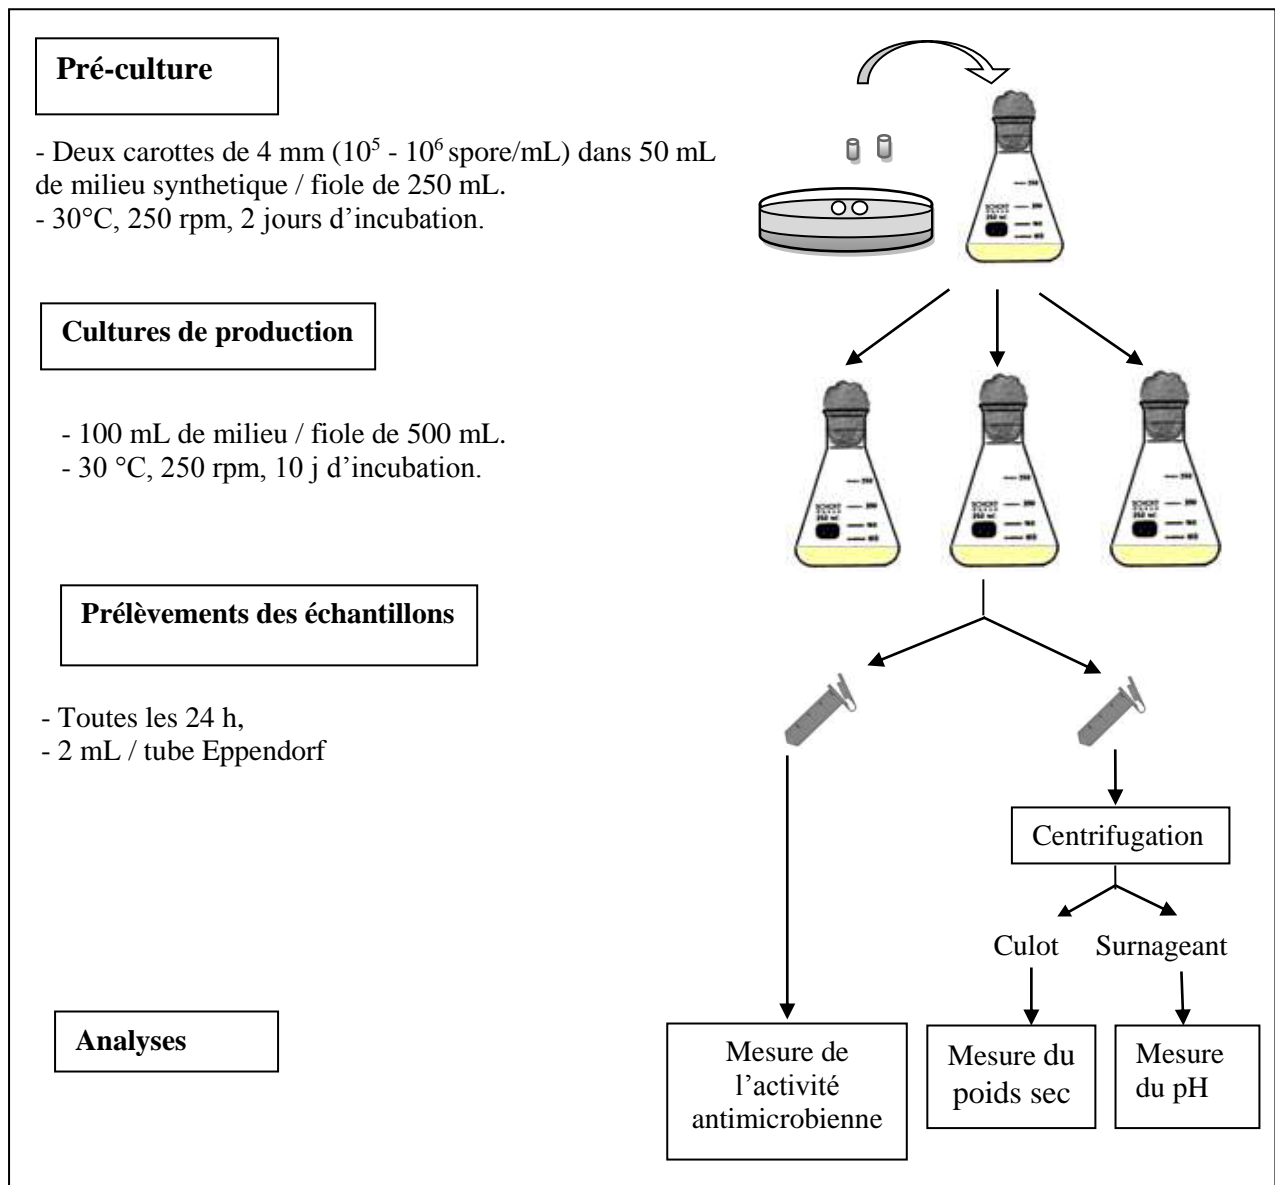 Pré-culture
- Deux carottes de 4 mm (10⁵ - 10⁶ spore/mL) dans 50 mL
de milieu synthetique / fiole de 250 mL.
- 30°C, 250 rpm, 2 jours d’incubation.
Cultures de production
- 100 mL de milieu / fiole de 500 mL.
- 30 °C, 250 rpm, 10 j d’incubation.
Prélèvements des échantillons
- Toutes les 24 h,
- 2 mL / tube Eppendorf
Centrifugation
Culot
Surnageant
Analyses
Mesure de
l’activité
antimicrobienne
Mesure du
poids sec
Mesure
du pH